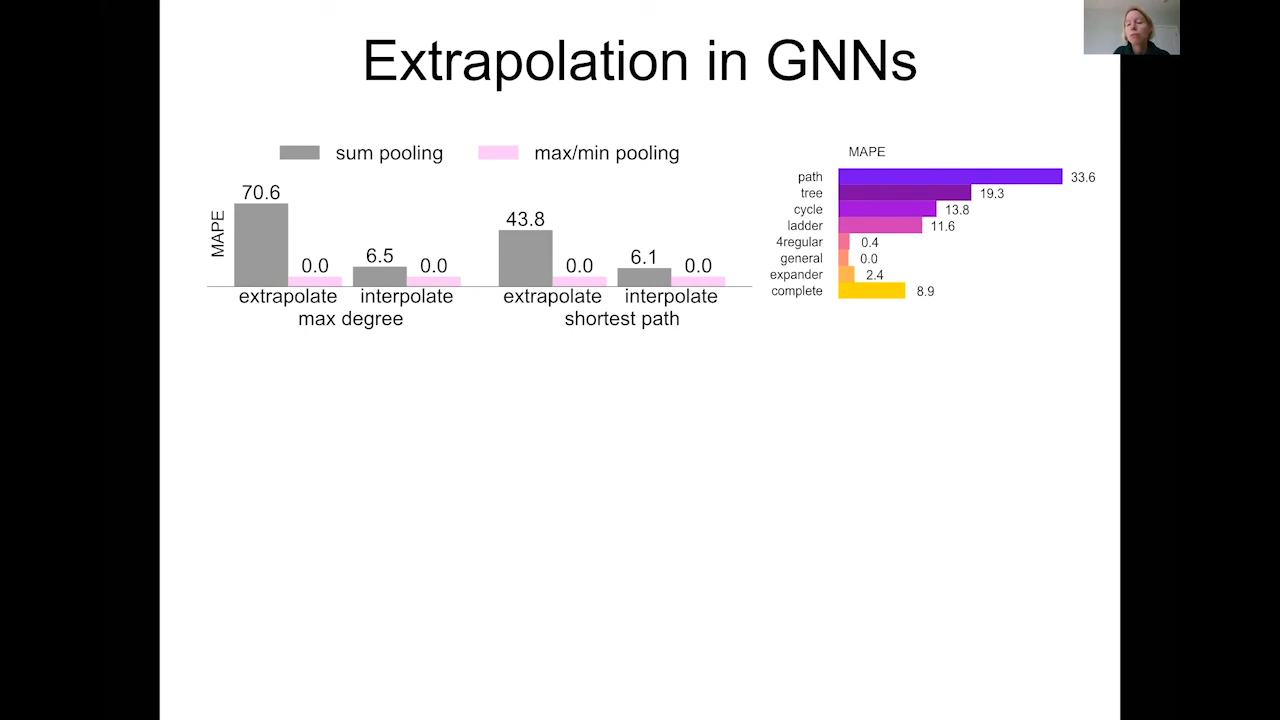 Extrapolation in GNNs
sum pooling
max/min pooling
MAPE
70.6
0.0
6.5
0.0
extrapolate
interpolate
max degree
43.8
0.0
6.1
0.0
extrapolate
interpolate
shortest path
MAPE
path 33.6
tree 19.3
cycle 13.8
ladder 11.6
4regular 0.4
general 0.0
expander 2.4
complete 8.9